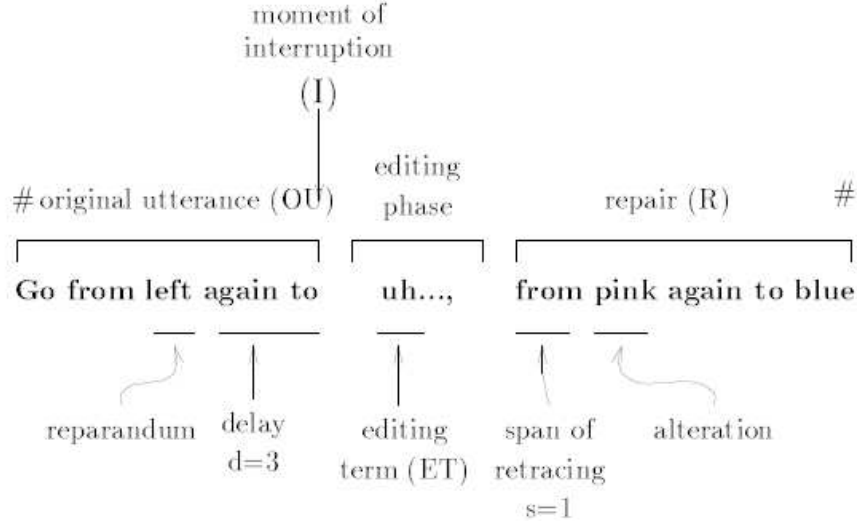 moment of
interruption
(I)
editing
# original utterance (OU) phase repair (R) #
Go from left again to uh..., from pink again to blue
reparandum delay editing span of alteration
d=3 term (ET) retracing
s=1